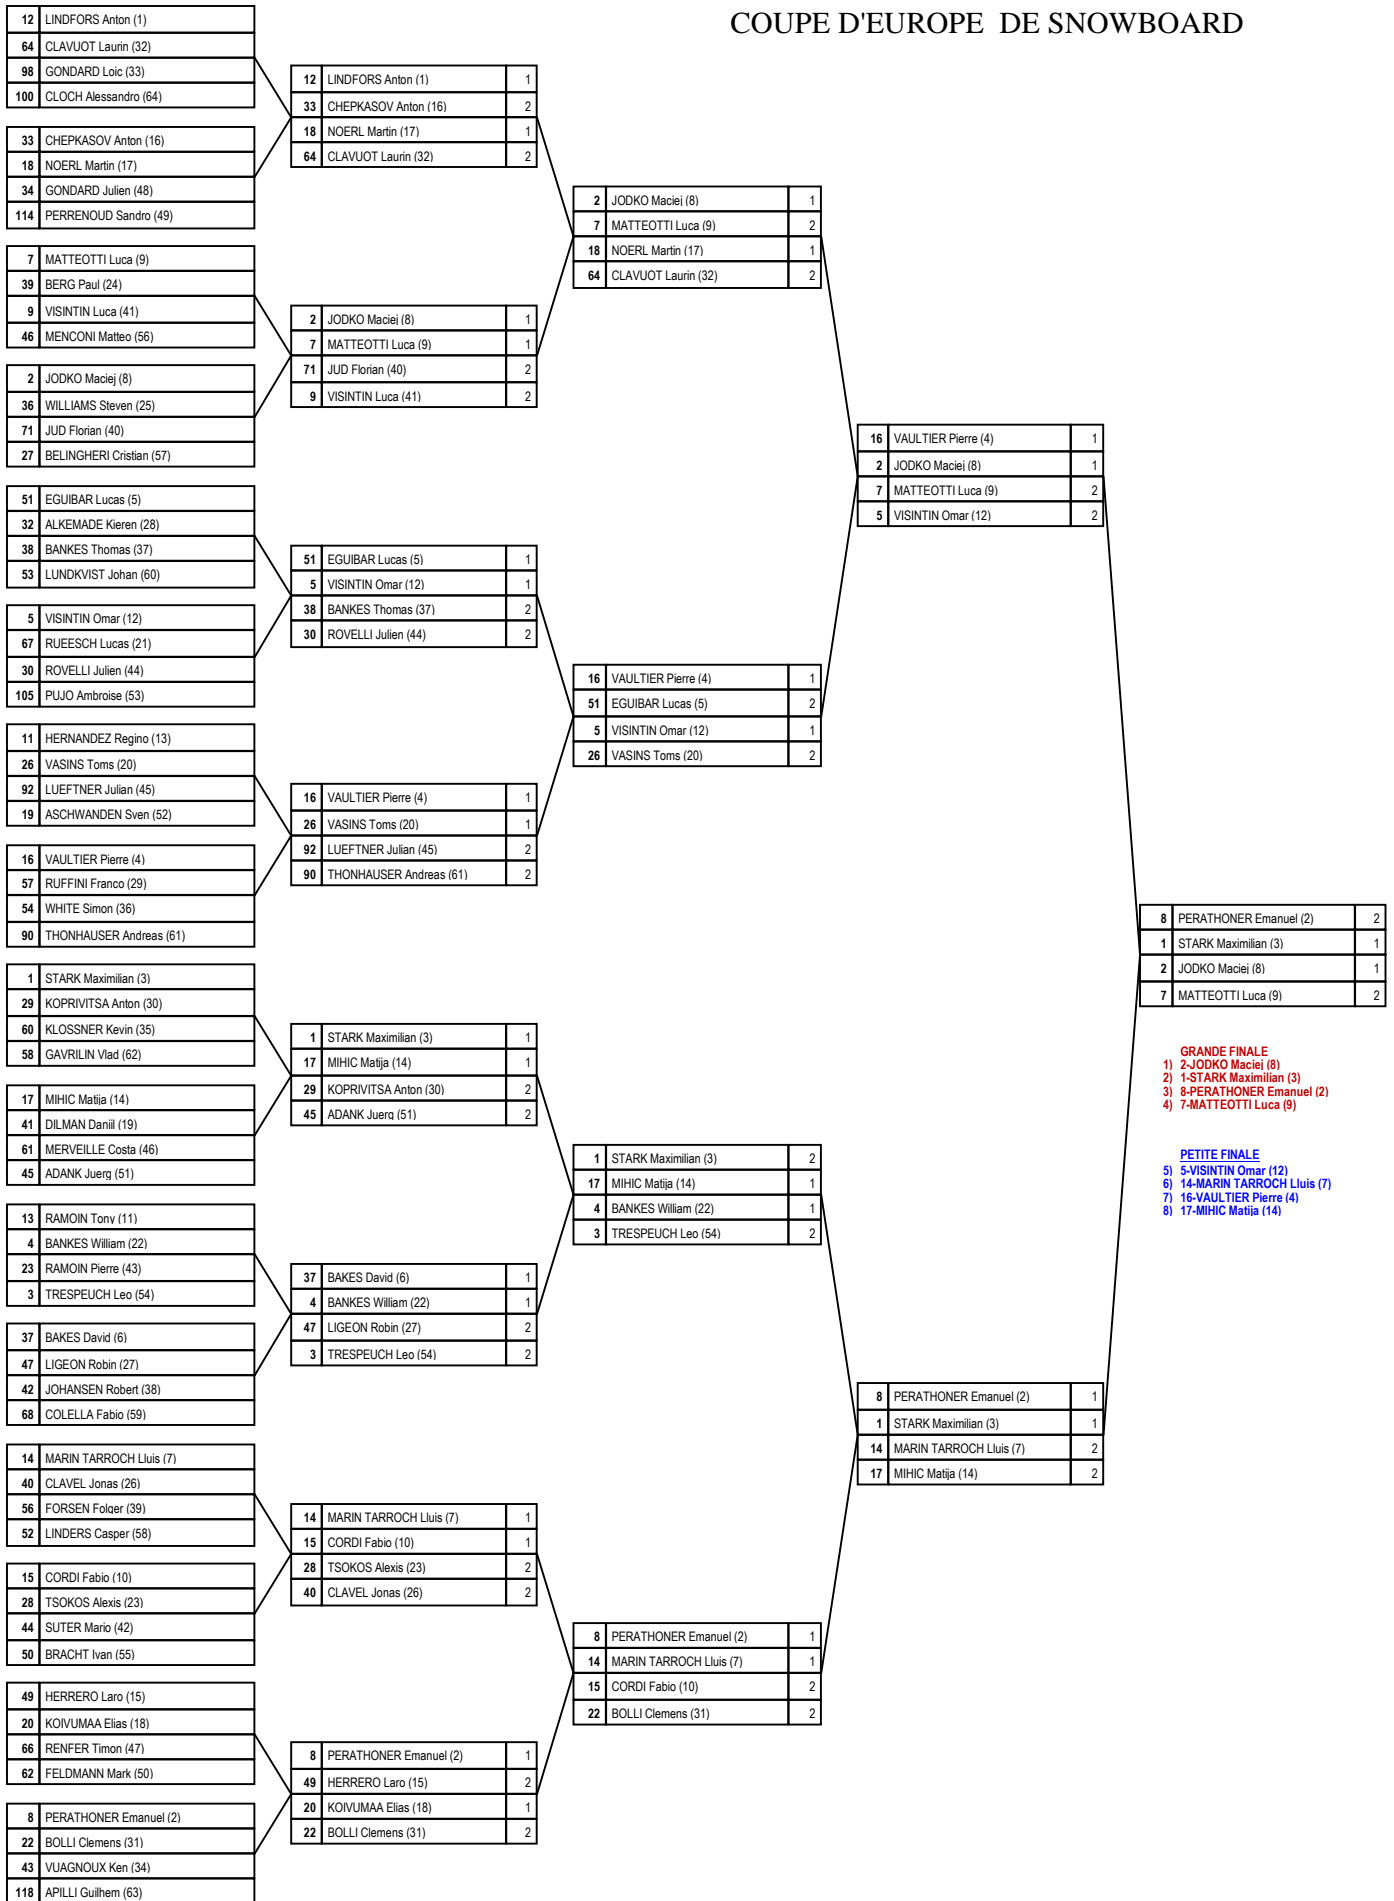 COUPE D'EUROPE  DE SNOWBOARD
12 LINDFORS Anton (1)
64 CLAVUOT Laurin (32)
98 GONDARD Loic (33)
100 CLOCH Alessandro (64)
33 CHEPKASOV Anton (16)
18 NOERL Martin (17)
34 GONDARD Julien (48)
114 PERRENOUD Sandro (49)
7 MATTEOTTI Luca (9)
39 BERG Paul (24)
9 VISINTIN Luca (41)
46 MENCONI Matteo (56)
2 JODKO Maciej (8)
36 WILLIAMS Steven (25)
71 JUD Florian (40)
27 BELINGHERI Cristian (57)
51 EGUIBAR Lucas (5)
32 ALKEMADE Kieren (28)
38 BANKES Thomas (37)
53 LUNDKVIST Johan (60)
5 VISINTIN Omar (12)
67 RUEESCH Lucas (21)
30 ROVELLI Julien (44)
105 PUJO Ambroise (53)
11 HERNANDEZ Regino (13)
26 VASINS Toms (20)
92 LUEFTNER Julian (45)
19 ASCHWANDEN Sven (52)
16 VAULTIER Pierre (4)
57 RUFFINI Franco (29)
54 WHITE Simon (36)
90 THONHAUSER Andreas (61)
1 STARK Maximilian (3)
29 KOPRIVITSA Anton (30)
60 KLOSSNER Kevin (35)
58 GAVRILIN Vlad (62)
17 MIHIC Matija (14)
41 DILMAN Daniil (19)
61 MERVEILLE Costa (46)
45 ADANK Juerg (51)
13 RAMOIN Tony (11)
4 BANKES William (22)
23 RAMOIN Pierre (43)
3 TRESPEUCH Leo (54)
37 BAKES David (6)
47 LIGEON Robin (27)
42 JOHANSEN Robert (38)
68 COLELLA Fabio (59)
14 MARIN TARROCH Lluis (7)
40 CLAVEL Jonas (26)
56 FORSEN Folger (39)
52 LINDERS Casper (58)
15 CORDI Fabio (10)
28 TSOKOS Alexis (23)
44 SUTER Mario (42)
50 BRACHT Ivan (55)
49 HERRERO Laro (15)
20 KOIVUMAA Elias (18)
66 RENFER Timon (47)
62 FELDMANN Mark (50)
8 PERATHONER Emanuel (2)
22 BOLLI Clemens (31)
43 VUAGNOUX Ken (34)
118 APILLI Guilhem (63)
12 LINDFORS Anton (1) 1
33 CHEPKASOV Anton (16) 2
18 NOERL Martin (17) 1
64 CLAVUOT Laurin (32) 2
2 JODKO Maciej (8) 1
7 MATTEOTTI Luca (9) 1
71 JUD Florian (40) 2
9 VISINTIN Luca (41) 2
51 EGUIBAR Lucas (5) 1
5 VISINTIN Omar (12) 1
38 BANKES Thomas (37) 2
30 ROVELLI Julien (44) 2
16 VAULTIER Pierre (4) 1
26 VASINS Toms (20) 1
92 LUEFTNER Julian (45) 2
90 THONHAUSER Andreas (61) 2
1 STARK Maximilian (3) 1
17 MIHIC Matija (14) 1
29 KOPRIVITSA Anton (30) 2
45 ADANK Juerg (51) 2
37 BAKES David (6) 1
4 BANKES William (22) 1
47 LIGEON Robin (27) 2
3 TRESPEUCH Leo (54) 2
14 MARIN TARROCH Lluis (7) 1
15 CORDI Fabio (10) 1
28 TSOKOS Alexis (23) 2
40 CLAVEL Jonas (26) 2
8 PERATHONER Emanuel (2) 1
49 HERRERO Laro (15) 2
20 KOIVUMAA Elias (18) 1
22 BOLLI Clemens (31) 2
2 JODKO Maciej (8) 1
7 MATTEOTTI Luca (9) 2
18 NOERL Martin (17) 1
64 CLAVUOT Laurin (32) 2
16 VAULTIER Pierre (4) 1
51 EGUIBAR Lucas (5) 2
5 VISINTIN Omar (12) 1
26 VASINS Toms (20) 2
1 STARK Maximilian (3) 2
17 MIHIC Matija (14) 1
4 BANKES William (22) 1
3 TRESPEUCH Leo (54) 2
8 PERATHONER Emanuel (2) 1
14 MARIN TARROCH Lluis (7) 1
15 CORDI Fabio (10) 2
22 BOLLI Clemens (31) 2
16 VAULTIER Pierre (4) 1
2 JODKO Maciej (8) 1
7 MATTEOTTI Luca (9) 2
5 VISINTIN Omar (12) 2
8 PERATHONER Emanuel (2) 1
1 STARK Maximilian (3) 1
14 MARIN TARROCH Lluis (7) 2
17 MIHIC Matija (14) 2
8 PERATHONER Emanuel (2) 2
1 STARK Maximilian (3) 1
2 JODKO Maciej (8) 1
7 MATTEOTTI Luca (9) 2
GRANDE FINALE
1) 2-JODKO Maciej (8)
2) 1-STARK Maximilian (3)
3) 8-PERATHONER Emanuel (2)
4) 7-MATTEOTTI Luca (9)
PETITE FINALE
5) 5-VISINTIN Omar (12)
6) 14-MARIN TARROCH Lluis (7)
7) 16-VAULTIER Pierre (4)
8) 17-MIHIC Matija (14)